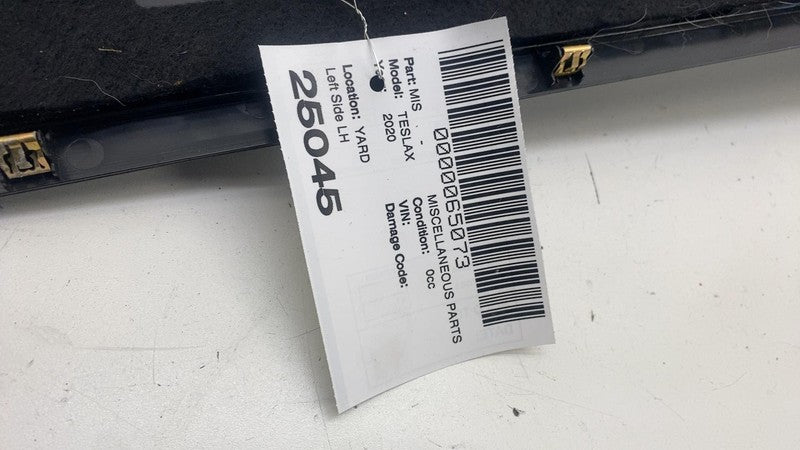 0000065073
Part: MIS - MISCELLANEOUS PARTS
Model: TESLAX Condition: 0cc
Year: 2020 VIN:
Damage Code:
Location: YARD
Left Side LH
25045